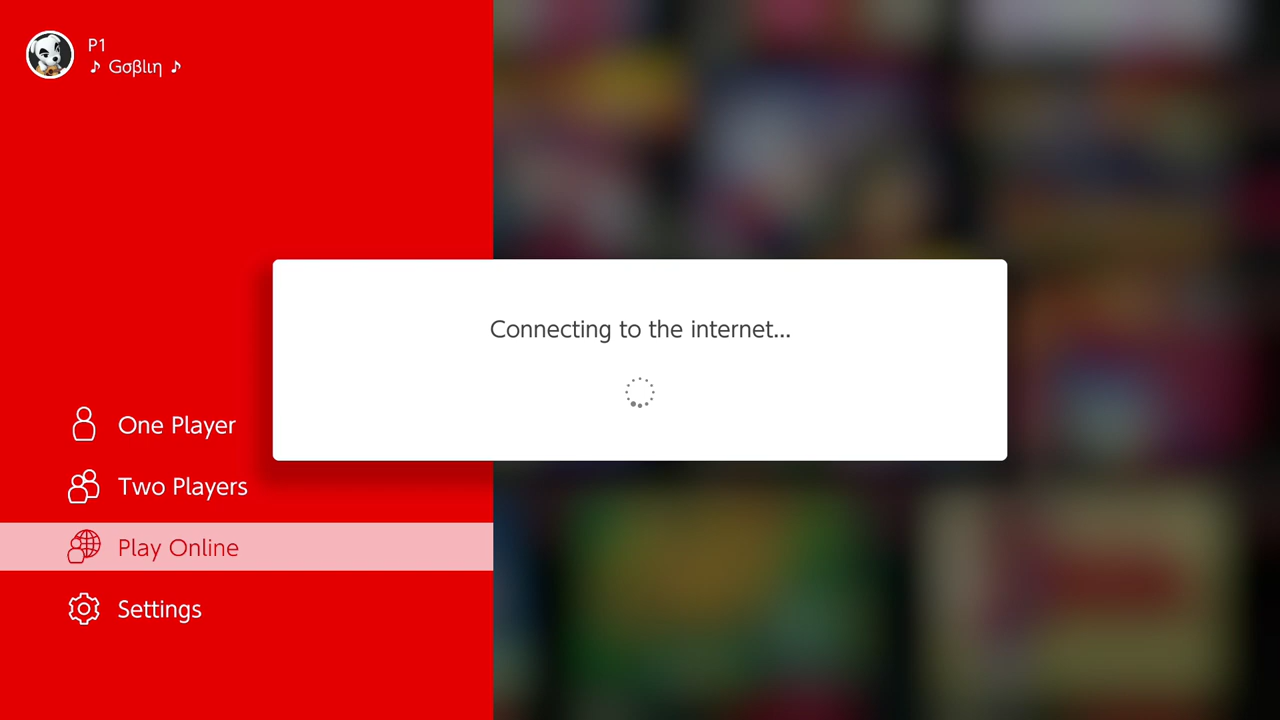 P1
♪ Gσβlιη ♪
Connecting to the internet...
One Player
Two Players
Play Online
Settings